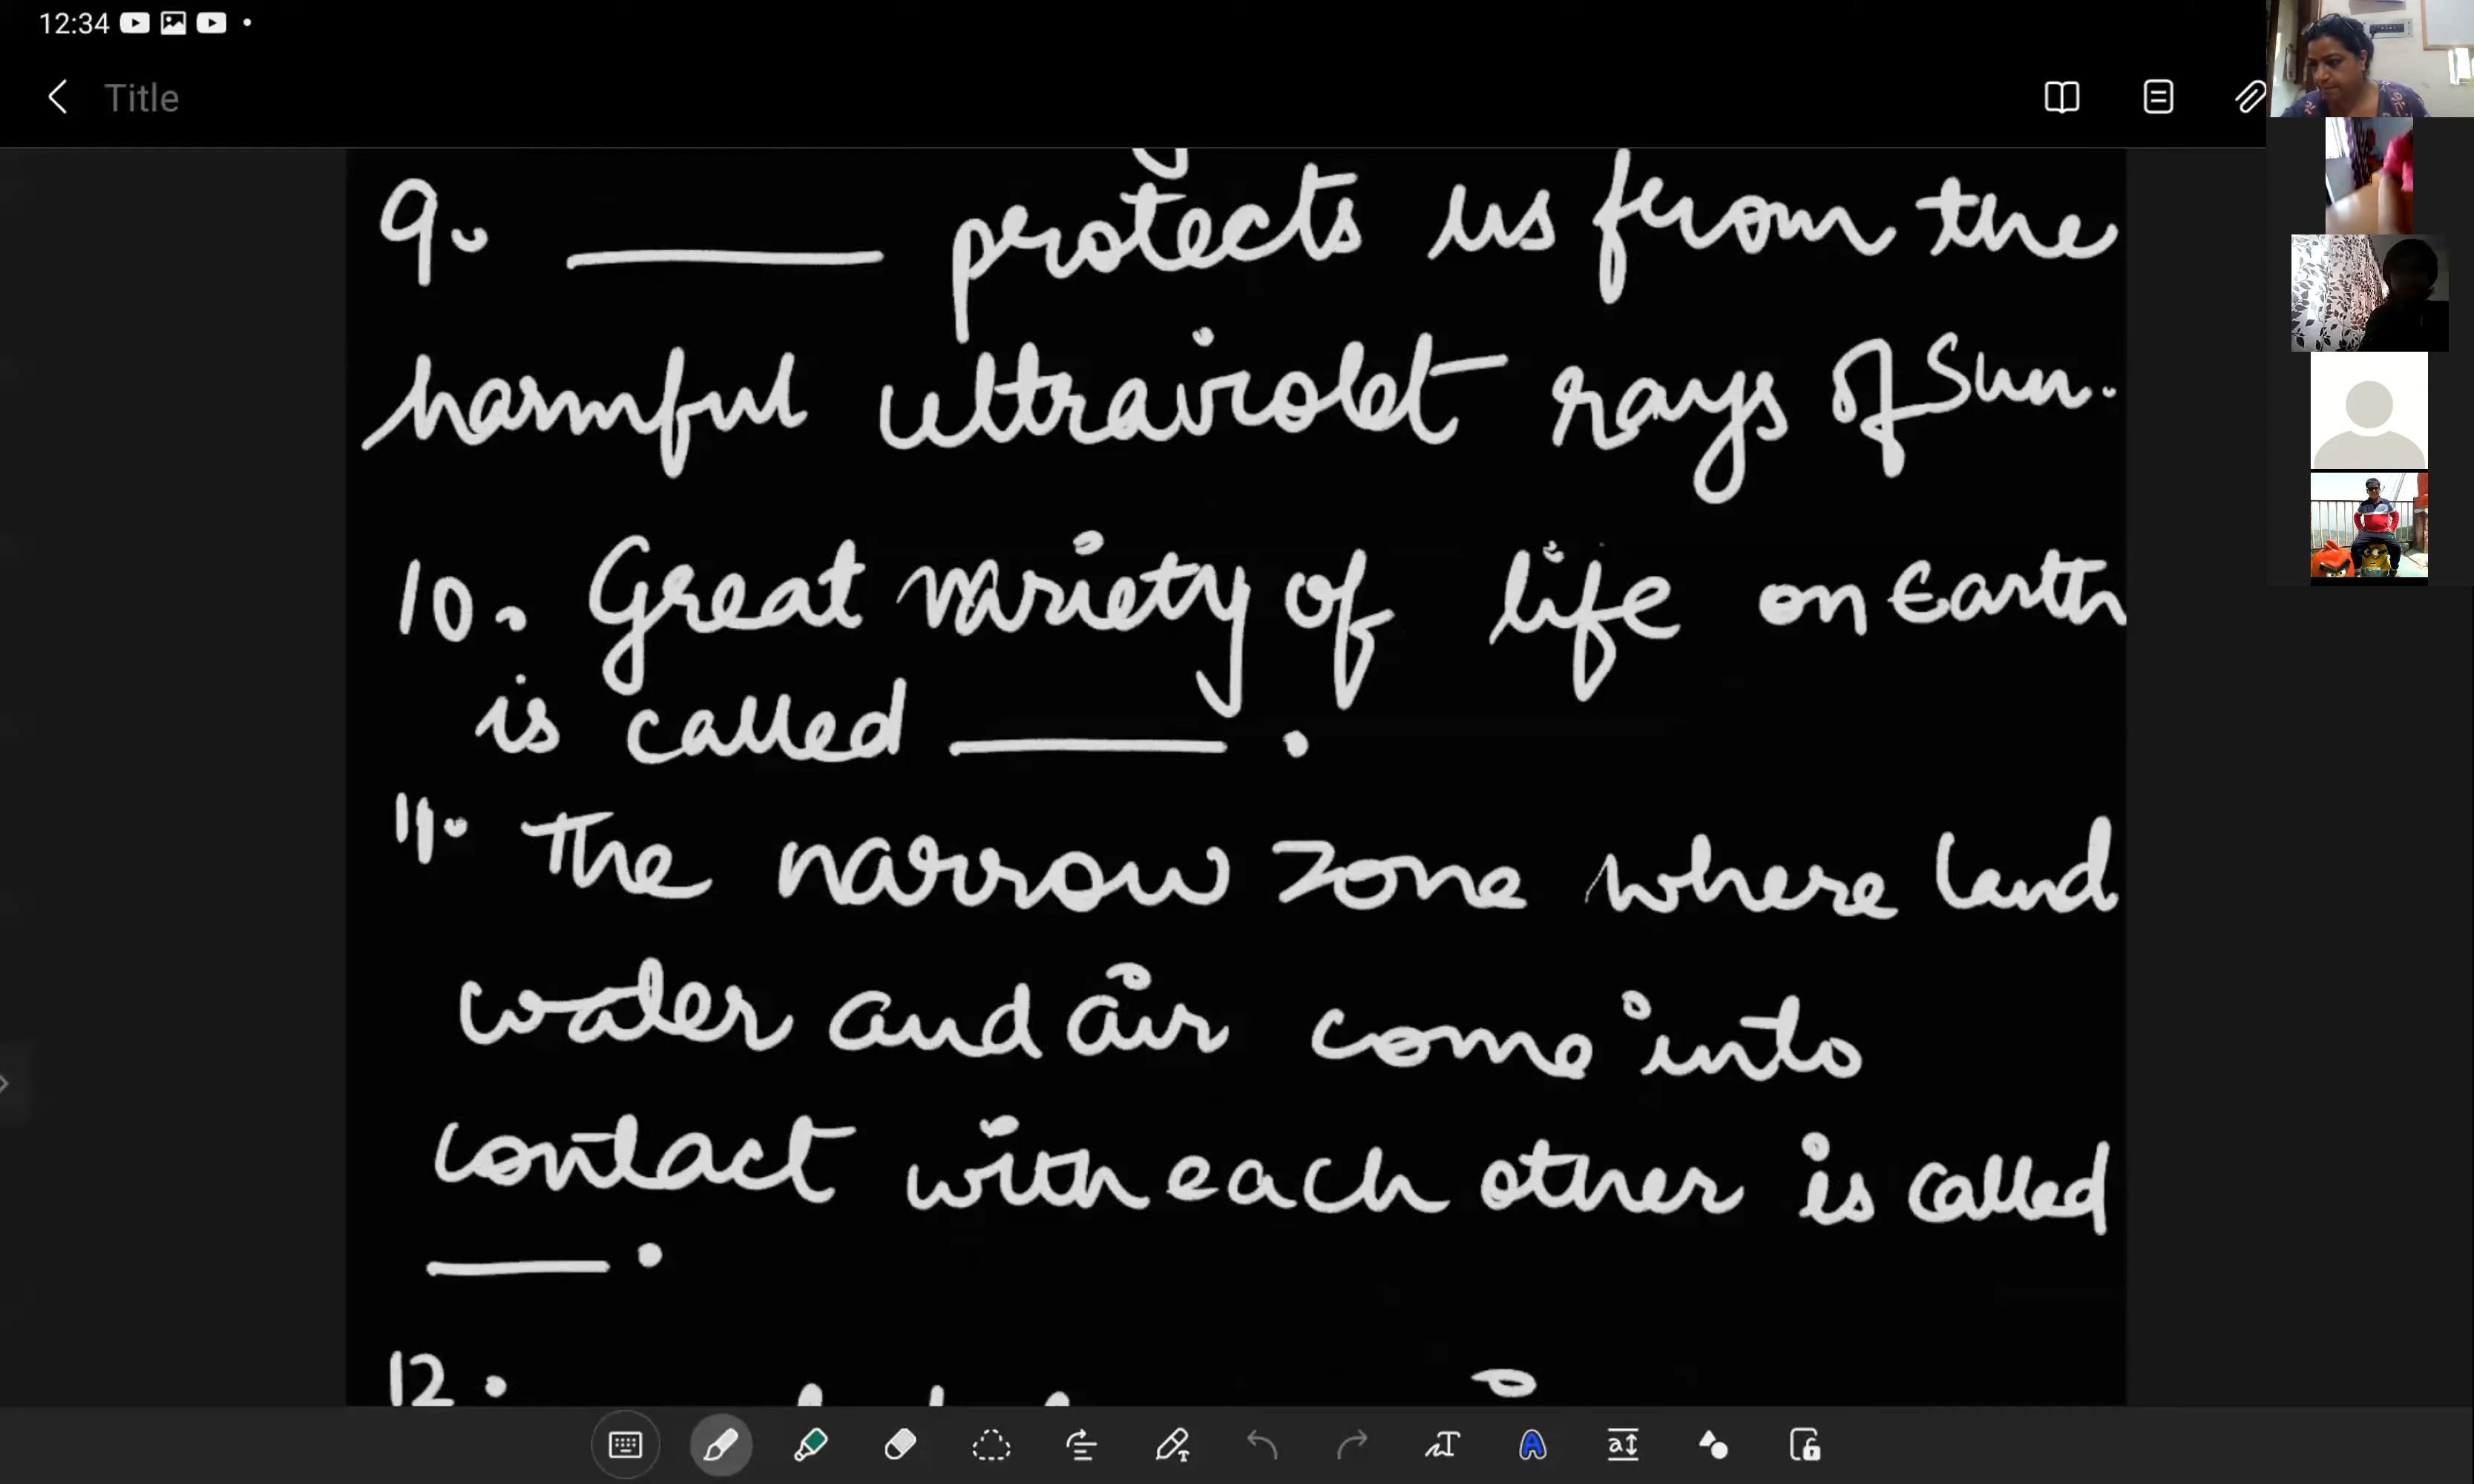 12:34
Title
9. ______ protects us from the
harmful ultraviolet rays of Sun.
10. Great variety of life on Earth
is called ______.
11. The narrow zone where land
water and air come into
contact with each other is called
______.
12.